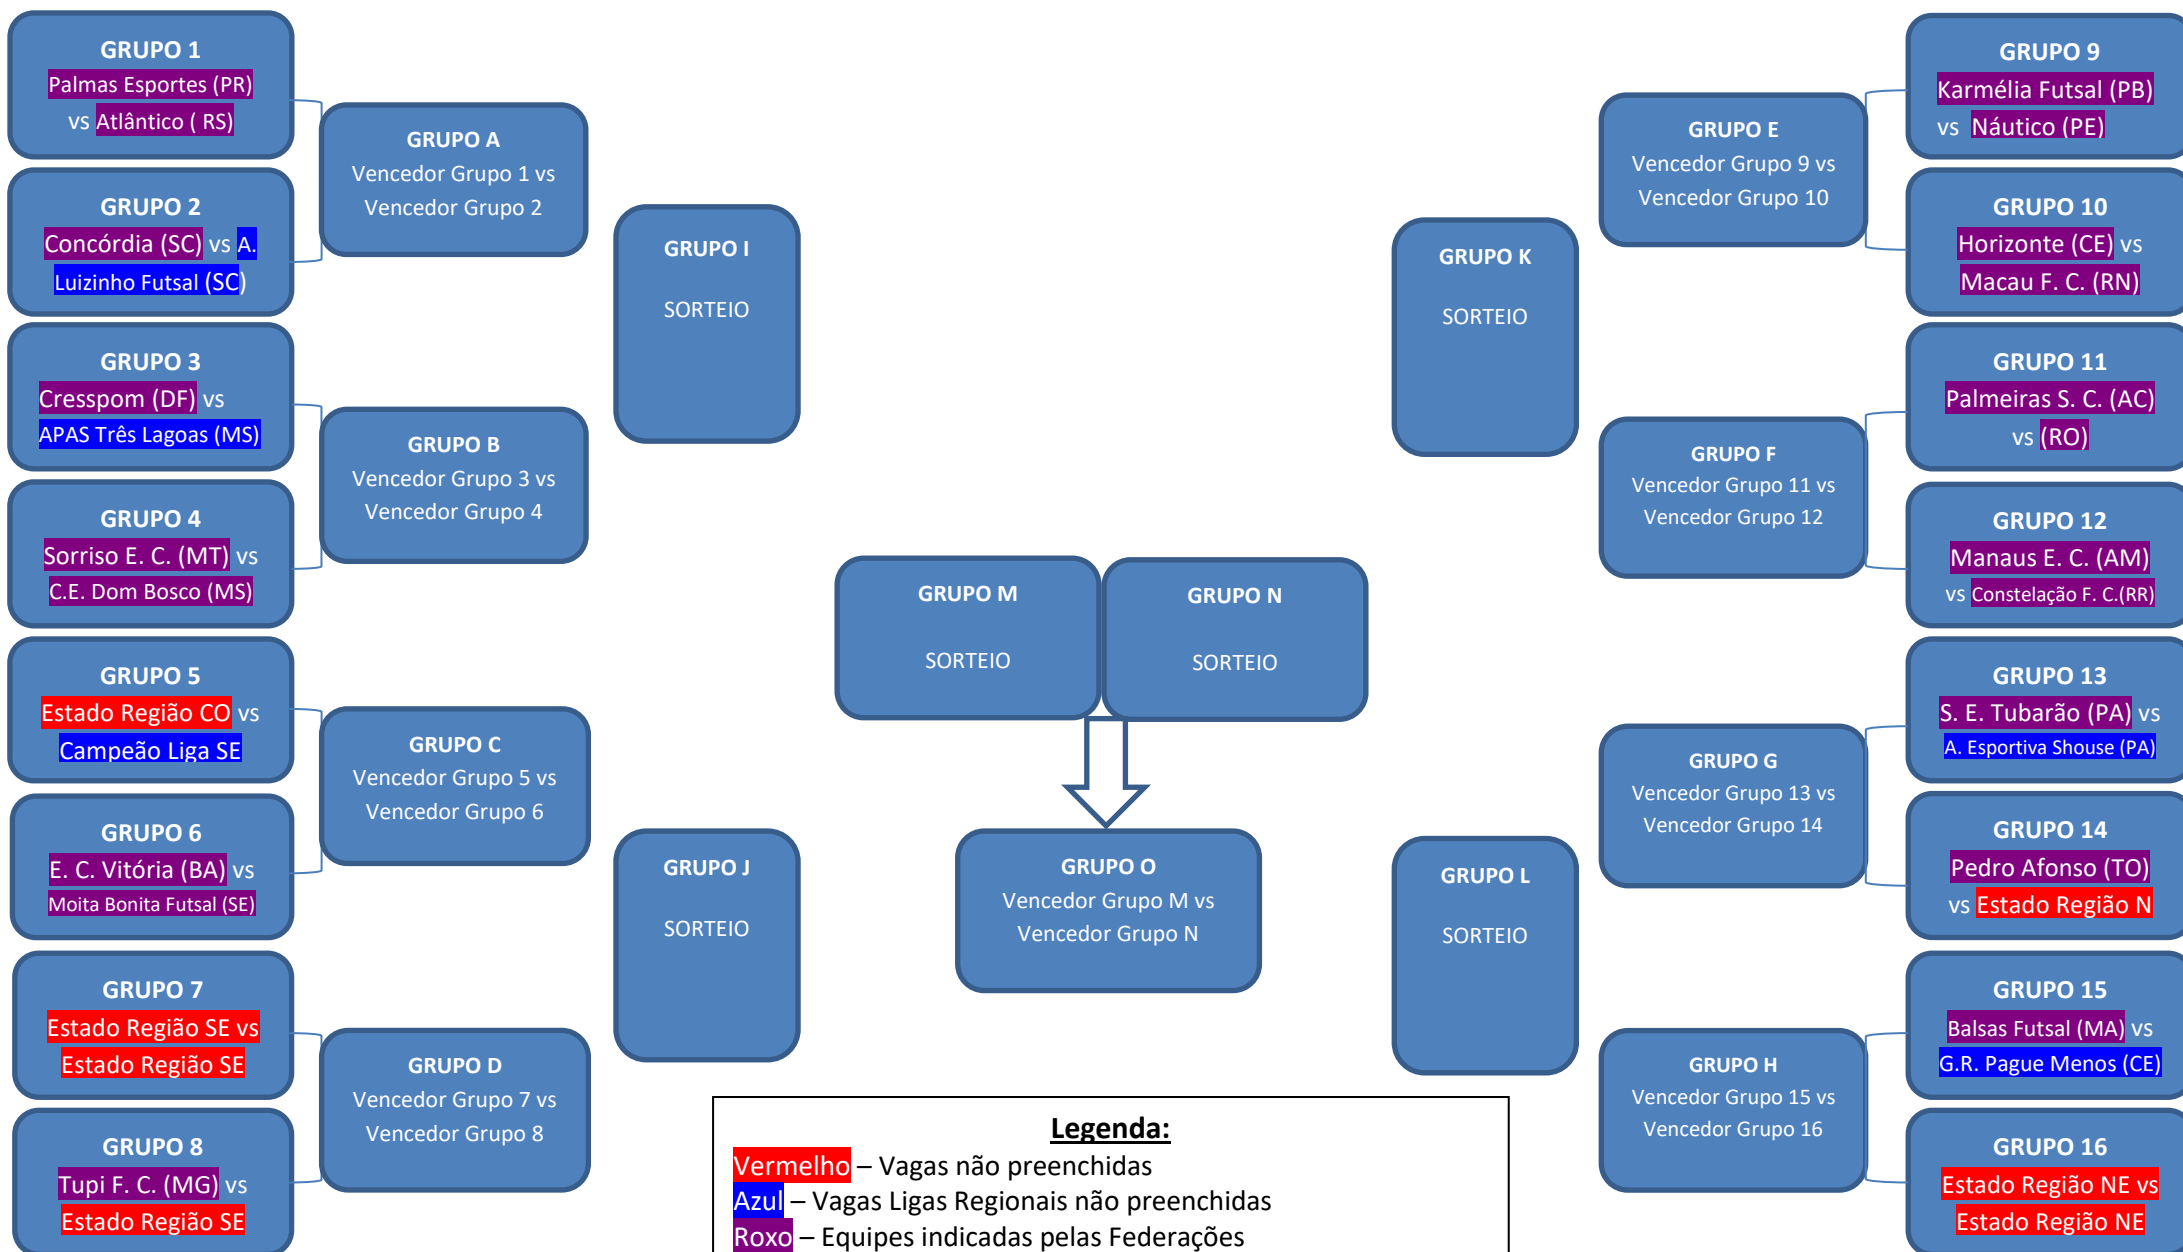 GRUPO 1
Palmas Esportes (PR)
vs Atlântico ( RS)
GRUPO 2
Concórdia (SC) vs A.
Luizinho Futsal (SC)
GRUPO 3
Cresspom (DF) vs
APAS Três Lagoas (MS)
GRUPO 4
Sorriso E. C. (MT) vs
C.E. Dom Bosco (MS)
GRUPO 5
Estado Região CO vs
Campeão Liga SE
GRUPO 6
E. C. Vitória (BA) vs
Moita Bonita Futsal (SE)
GRUPO 7
Estado Região SE vs
Estado Região SE
GRUPO 8
Tupi F. C. (MG) vs
Estado Região SE
GRUPO A
Vencedor Grupo 1 vs
Vencedor Grupo 2
GRUPO B
Vencedor Grupo 3 vs
Vencedor Grupo 4
GRUPO C
Vencedor Grupo 5 vs
Vencedor Grupo 6
GRUPO D
Vencedor Grupo 7 vs
Vencedor Grupo 8
GRUPO I
SORTEIO
GRUPO J
SORTEIO
GRUPO M
SORTEIO
GRUPO N
SORTEIO
GRUPO O
Vencedor Grupo M vs
Vencedor Grupo N
GRUPO K
SORTEIO
GRUPO L
SORTEIO
GRUPO E
Vencedor Grupo 9 vs
Vencedor Grupo 10
GRUPO F
Vencedor Grupo 11 vs
Vencedor Grupo 12
GRUPO G
Vencedor Grupo 13 vs
Vencedor Grupo 14
GRUPO H
Vencedor Grupo 15 vs
Vencedor Grupo 16
GRUPO 9
Karmélia Futsal (PB)
vs Náutico (PE)
GRUPO 10
Horizonte (CE) vs
Macau F. C. (RN)
GRUPO 11
Palmeiras S. C. (AC)
vs (RO)
GRUPO 12
Manaus E. C. (AM)
vs Constelação F. C.(RR)
GRUPO 13
S. E. Tubarão (PA) vs
A. Esportiva Shouse (PA)
GRUPO 14
Pedro Afonso (TO)
vs Estado Região N
GRUPO 15
Balsas Futsal (MA) vs
G.R. Pague Menos (CE)
GRUPO 16
Estado Região NE vs
Estado Região NE
Legenda:
Vermelho – Vagas não preenchidas
Azul – Vagas Ligas Regionais não preenchidas
Roxo – Equipes indicadas pelas Federações